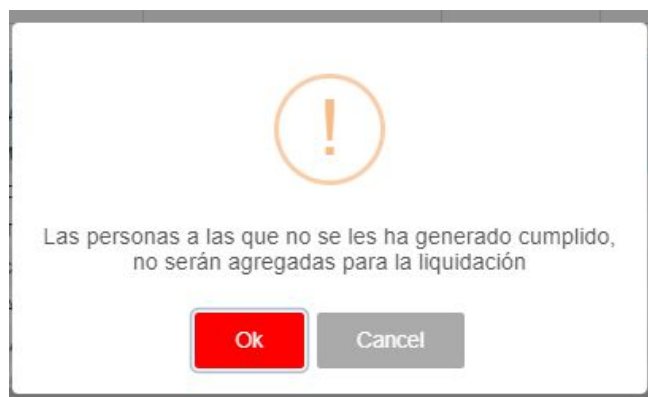 !
Las personas a las que no se les ha generado cumplido,
no serán agregadas para la liquidación
Ok
Cancel